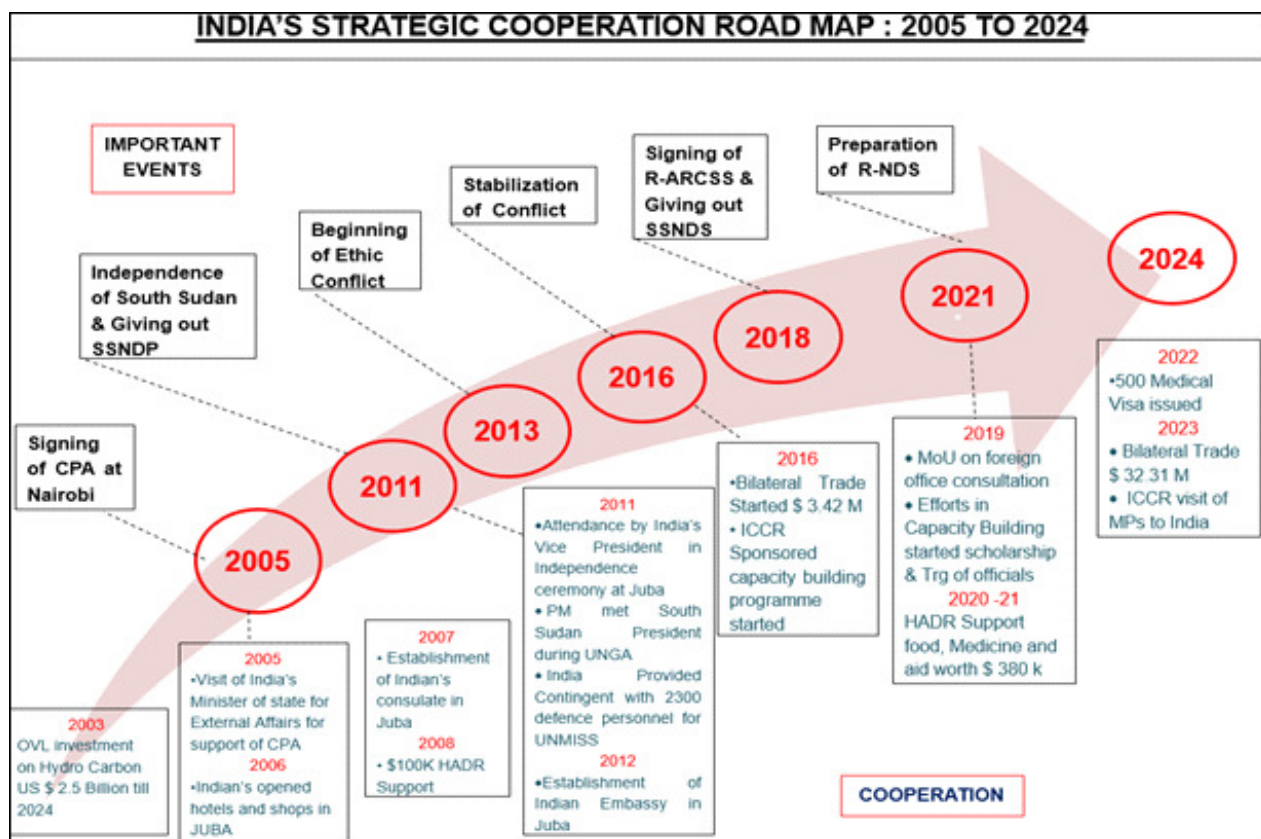 INDIA'S STRATEGIC COOPERATION ROAD MAP : 2005 TO 2024
IMPORTANT
EVENTS
Signing
of CPA at
Nairobi
Independence
of South Sudan
& Giving out
SSNDP
Beginning
of Ethic
Conflict
Stabilization
of Conflict
Signing of
R-ARCSS &
Giving out
SSNDS
Preparation
of R-NDS
2005
2011
2013
2016
2018
2021
2024
2003
OVL investment
on Hydro Carbon
US $ 2.5 Billion till
2024
2005
•Visit of India's
Minister of state for
External Affairs for
support of CPA
2006
•Indian's opened
hotels and shops in
JUBA
2007
• Establishment
of Indian's
consulate in
Juba
2008
• $100K HADR
Support
2011
•Attendance by India's
Vice President in
Independence
ceremony at Juba
• PM met South
Sudan President
during UNGA
• India Provided
Contingent with 2300
defence personnel for
UNMISS
2012
•Establishment of
Indian Embassy in
Juba
2016
•Bilateral Trade
Started $ 3.42 M
• ICCR
Sponsored
capacity building
programme
started
2019
• MoU on foreign
office consultation
• Efforts in
Capacity Building
started scholarship
& Trg of officials
2020 -21
HADR Support
food, Medicine and
aid worth $ 380 k
2022
•500 Medical
Visa issued
2023
• Bilateral Trade
$ 32.31 M
• ICCR visit of
MPs to India
COOPERATION